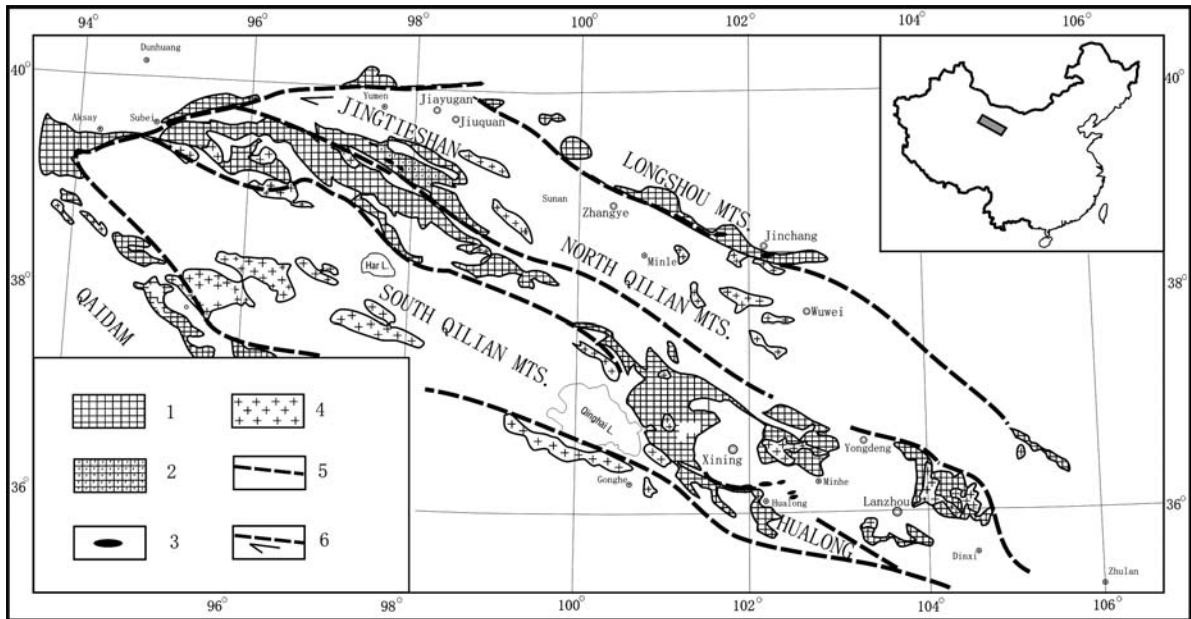 94° 96° 98° 100° 102° 104° 106°
Dunhuang
40°
40°
Yumen
Jiayugan
Aksay
Subei
JINGTIESHAN
Jiuquan
LONGSHOU MTS.
Sunan
Zhangye
Jinchang
NORTH QILIAN MTS.
Minle
Har L.
38°
38°
SOUTH QILIAN MTS.
QAIDAM
Wuwei
Qinghai L.
Xining
Yongdeng
Gonghe
Minhe
36°
36°
Hualong
Lanzhou
HUALONG
Dinxi
Zhulan
1
4
2
5
3
6
96° 98° 100° 102° 104° 106°